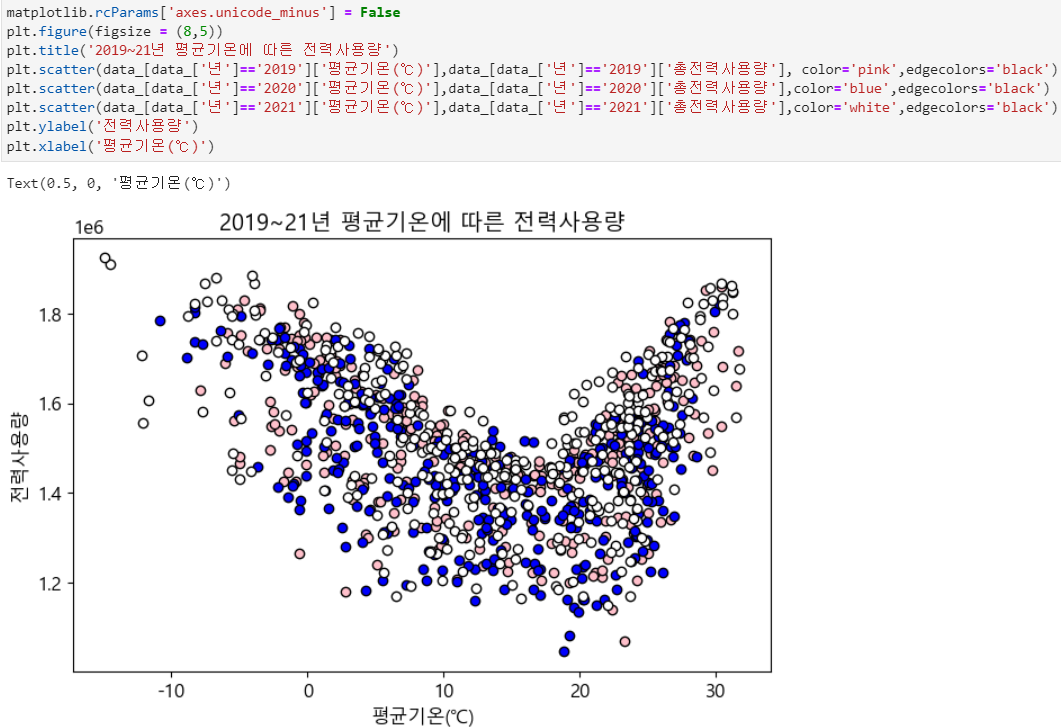 matplotlib.rcParams['axes.unicode_minus'] = False
plt.figure(figsize = (8,5))
plt.title('2019~21년 평균기온에 따른 전력사용량')
plt.scatter(data_[data_['년']=='2019']['평균기온(℃)'],data_[data_['년']=='2019']['총전력사용량'], color='pink',edgecolors='black')
plt.scatter(data_[data_['년']=='2020']['평균기온(℃)'],data_[data_['년']=='2020']['총전력사용량'],color='blue',edgecolors='black')
plt.scatter(data_[data_['년']=='2021']['평균기온(℃)'],data_[data_['년']=='2021']['총전력사용량'],color='white',edgecolors='black')
plt.ylabel('전력사용량')
plt.xlabel('평균기온(℃)')
Text(0.5, 0, '평균기온(℃)')
2019~21년 평균기온에 따른 전력사용량
1e6
1.8
1.6
1.4
1.2
전력사용량
-10 0 10 20 30
평균기온(℃)